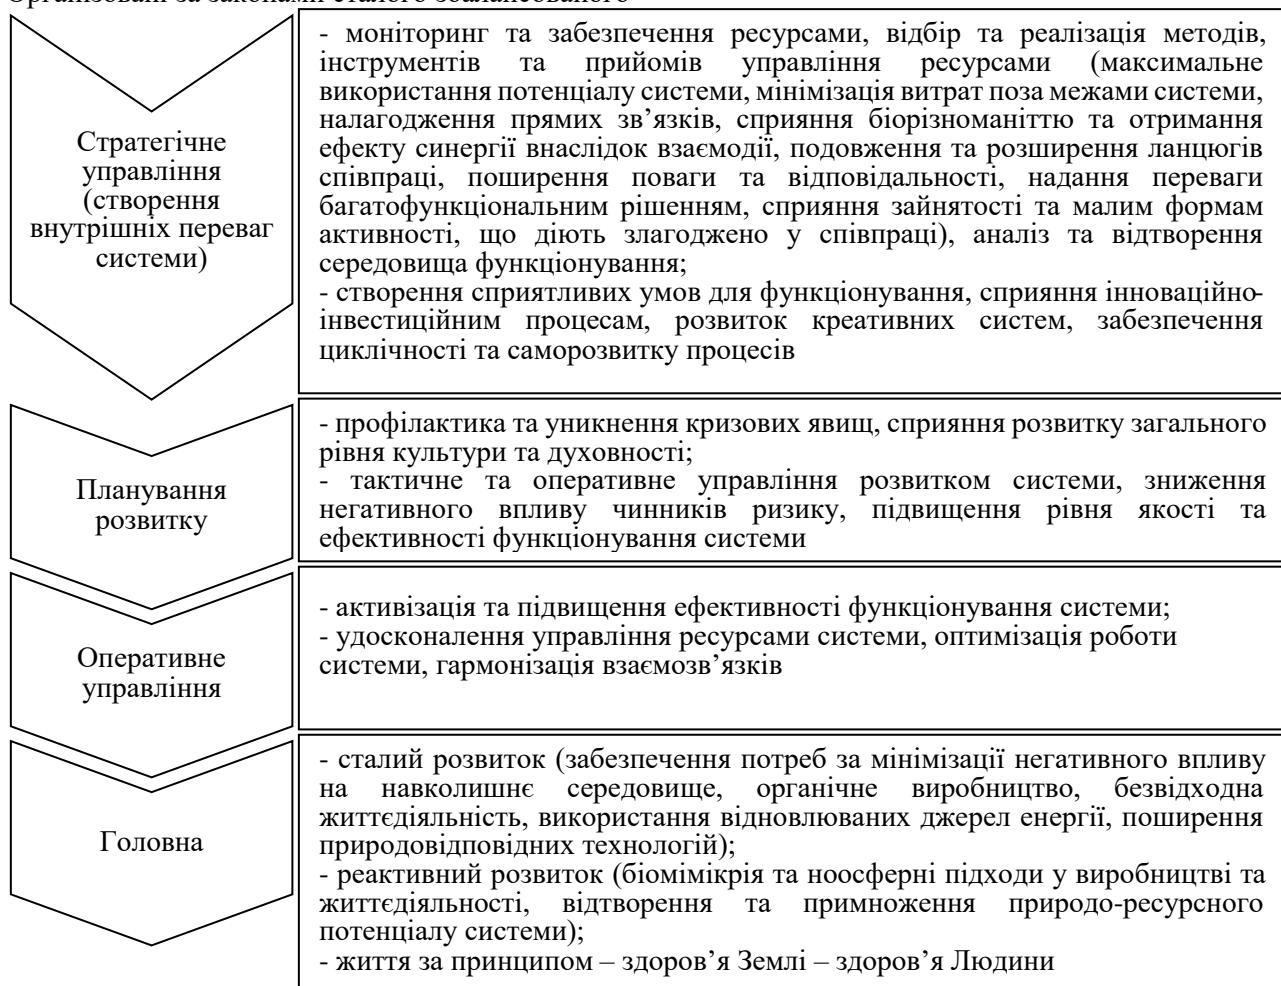 Організовані за законами сталого збалансованого
Стратегічне
управління
(створення
внутрішніх переваг
системи)
- моніторинг та забезпечення ресурсами, відбір та реалізація методів,
інструментів та прийомів управління ресурсами (максимальне
використання потенціалу системи, мінімізація витрат поза межами системи,
налагодження прямих зв’язків, сприяння біорізноманіттю та отримання
ефекту синергії внаслідок взаємодії, подовження та розширення ланцюгів
співпраці, поширення поваги та відповідальності, надання переваги
багатофункціональним рішенням, сприяння зайнятості та малим формам
активності, що діють злагоджено у співпраці), аналіз та відтворення
середовища функціонування;
- створення сприятливих умов для функціонування, сприяння інноваційно-
інвестиційним процесам, розвиток креативних систем, забезпечення
циклічності та саморозвитку процесів
Планування
розвитку
- профілактика та уникнення кризових явищ, сприяння розвитку загального
рівня культури та духовності;
- тактичне та оперативне управління розвитком системи, зниження
негативного впливу чинників ризику, підвищення рівня якості та
ефективності функціонування системи
Оперативне
управління
- активізація та підвищення ефективності функціонування системи;
- удосконалення управління ресурсами системи, оптимізація роботи
системи, гармонізація взаємозв’язків
Головна
- сталий розвиток (забезпечення потреб за мінімізації негативного впливу
на навколишнє середовище, органічне виробництво, безвідходна
життєдіяльність, використання відновлюваних джерел енергії, поширення
природовідповідних технологій);
- реактивний розвиток (біомімікрія та ноосферні підходи у виробництві та
життєдіяльності, відтворення та примноження природо-ресурсного
потенціалу системи);
- життя за принципом – здоров’я Землі – здоров’я Людини